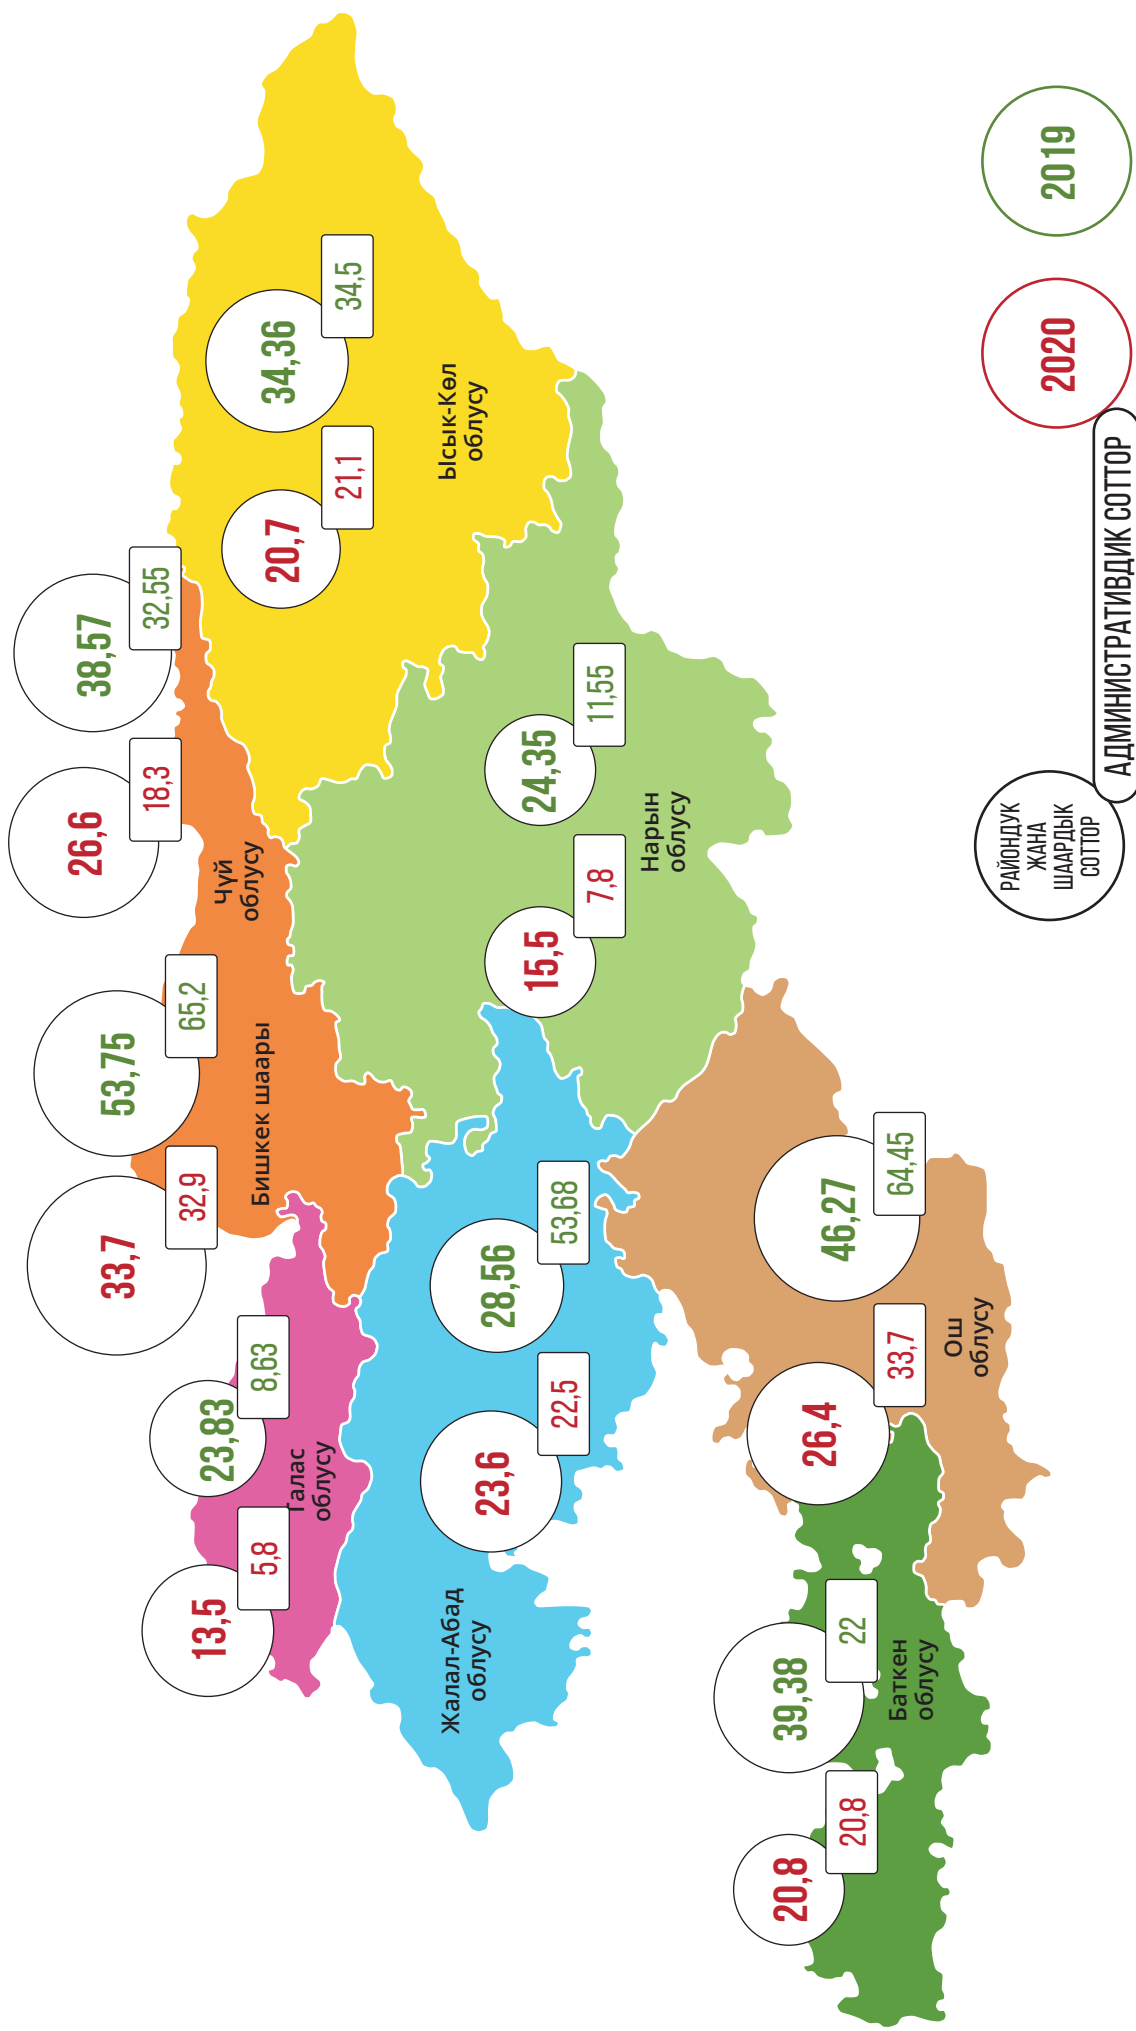 13,5
5,8
23,83
8,63
Талас
облусу
33,7
32,9
53,75
65,2
Бишкек шаары
26,6
18,3
38,57
32,55
Чүй
облусу
20,7
21,1
34,36
34,5
Ысык-Көл
облусу
23,6
22,5
28,56
53,68
Жалал-Абад
облусу
15,5
7,8
24,35
11,55
Нарын
облусу
20,8
20,8
39,38
22
Баткен
облусу
26,4
33,7
46,27
64,45
Ош
облусу
РАЙОНДУК
ЖАНА
ШААРДЫК
СОТТОР
АДМИНИСТРАТИВДИК СОТТОР
2020
2019